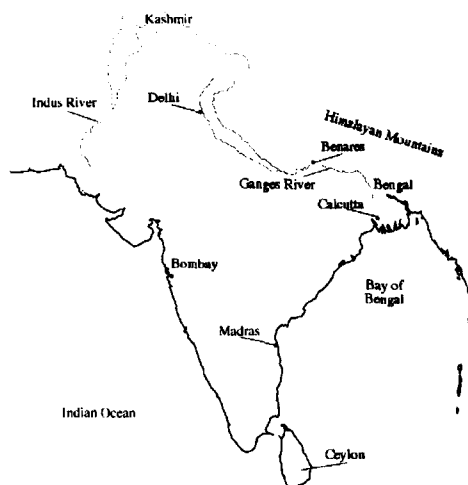 Kashmir
Indus River
Delhi
Himalayan Mountains
Benares
Ganges River
Bengal
Calcutta
Bombay
Bay of
Bengal
Madras
Indian Ocean
Ceylon